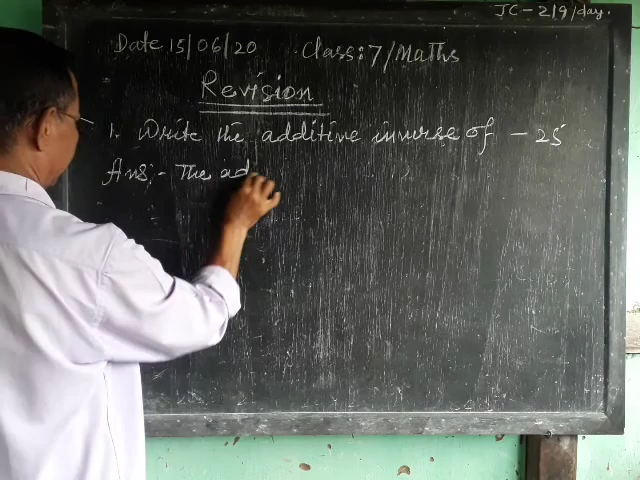 JC - 219/day.
Date 15/06/20 Class: 7/Maths
Revision
1. Write the additive inverse of - 25
Ans:- The ad